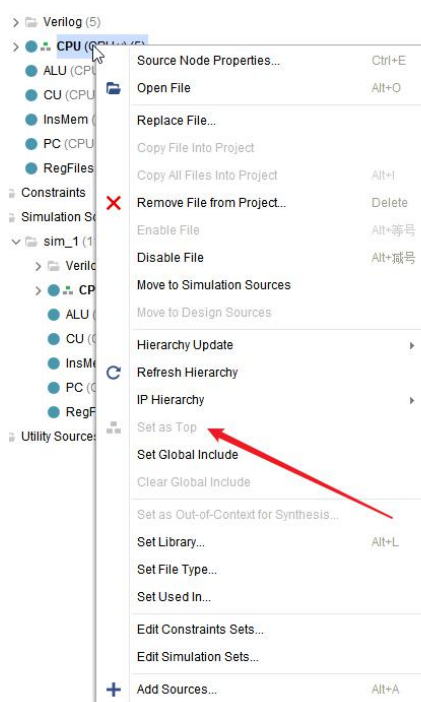 Verilog (5)
CPU (CPU.v) (5)
ALU (CPU
CU (CPU
InsMem (
PC (CPU
RegFiles
Constraints
Simulation So
sim_1 (1
Verilo
CP
ALU (
CU (C
InsMe
PC (C
RegF
Utility Sources
Source Node Properties... Ctrl+E
Open File Alt+O
Replace File...
Copy File Into Project
Copy All Files Into Project Alt+I
Remove File from Project... Delete
Enable File Alt+等号
Disable File Alt+减号
Move to Simulation Sources
Move to Design Sources
Hierarchy Update
Refresh Hierarchy
IP Hierarchy
Set as Top
Set Global Include
Clear Global Include
Set as Out-of-Context for Synthesis...
Set Library... Alt+L
Set File Type...
Set Used In...
Edit Constraints Sets...
Edit Simulation Sets...
Add Sources... Alt+A